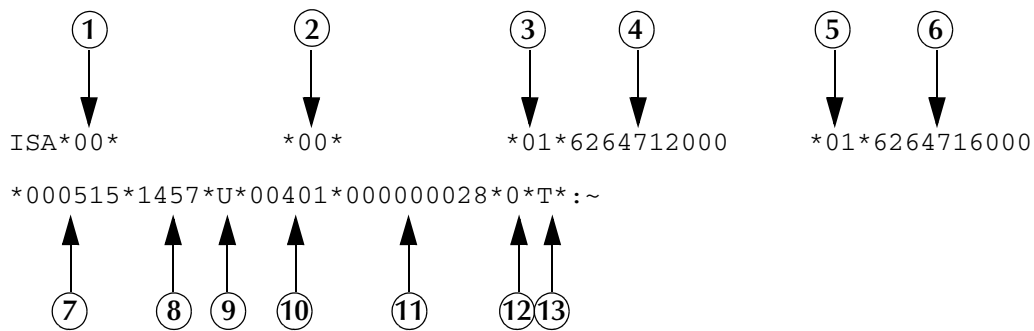 1 2 3 4 5 6
ISA*00*          *00*          *01*6264712000     *01*6264716000
*000515*1457*U*00401*000000028*0*T*:~
7 8 9 10 11 12 13